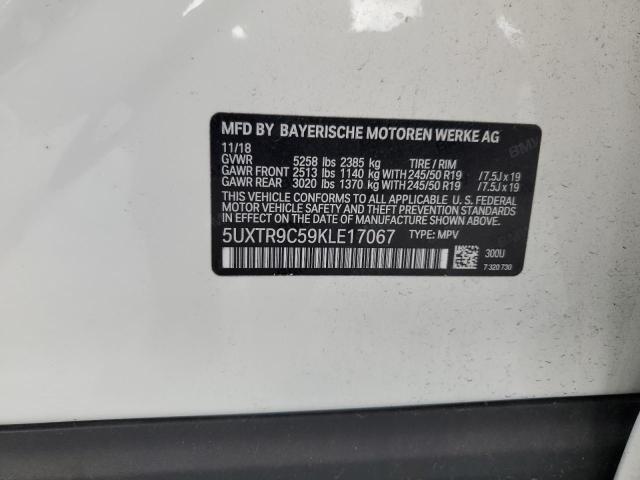 MFD BY BAYERISCHE MOTOREN WERKE AG
11/18
GVWR 5258 lbs 2385 kg TIRE / RIM
GAWR FRONT 2513 lbs 1140 kg WITH 245/50 R19 /7.5J x 19
GAWR REAR 3020 lbs 1370 kg WITH 245/50 R19 /7.5J x 19
THIS VEHICLE CONFORMS TO ALL APPLICABLE U. S. FEDERAL
MOTOR VEHICLE SAFETY STANDARDS IN EFFECT ON THE DATE OF
MANUFACTURE SHOWN ABOVE.
5UXTR9C59KLE17067 TYPE: MPV
300U
7 320 730